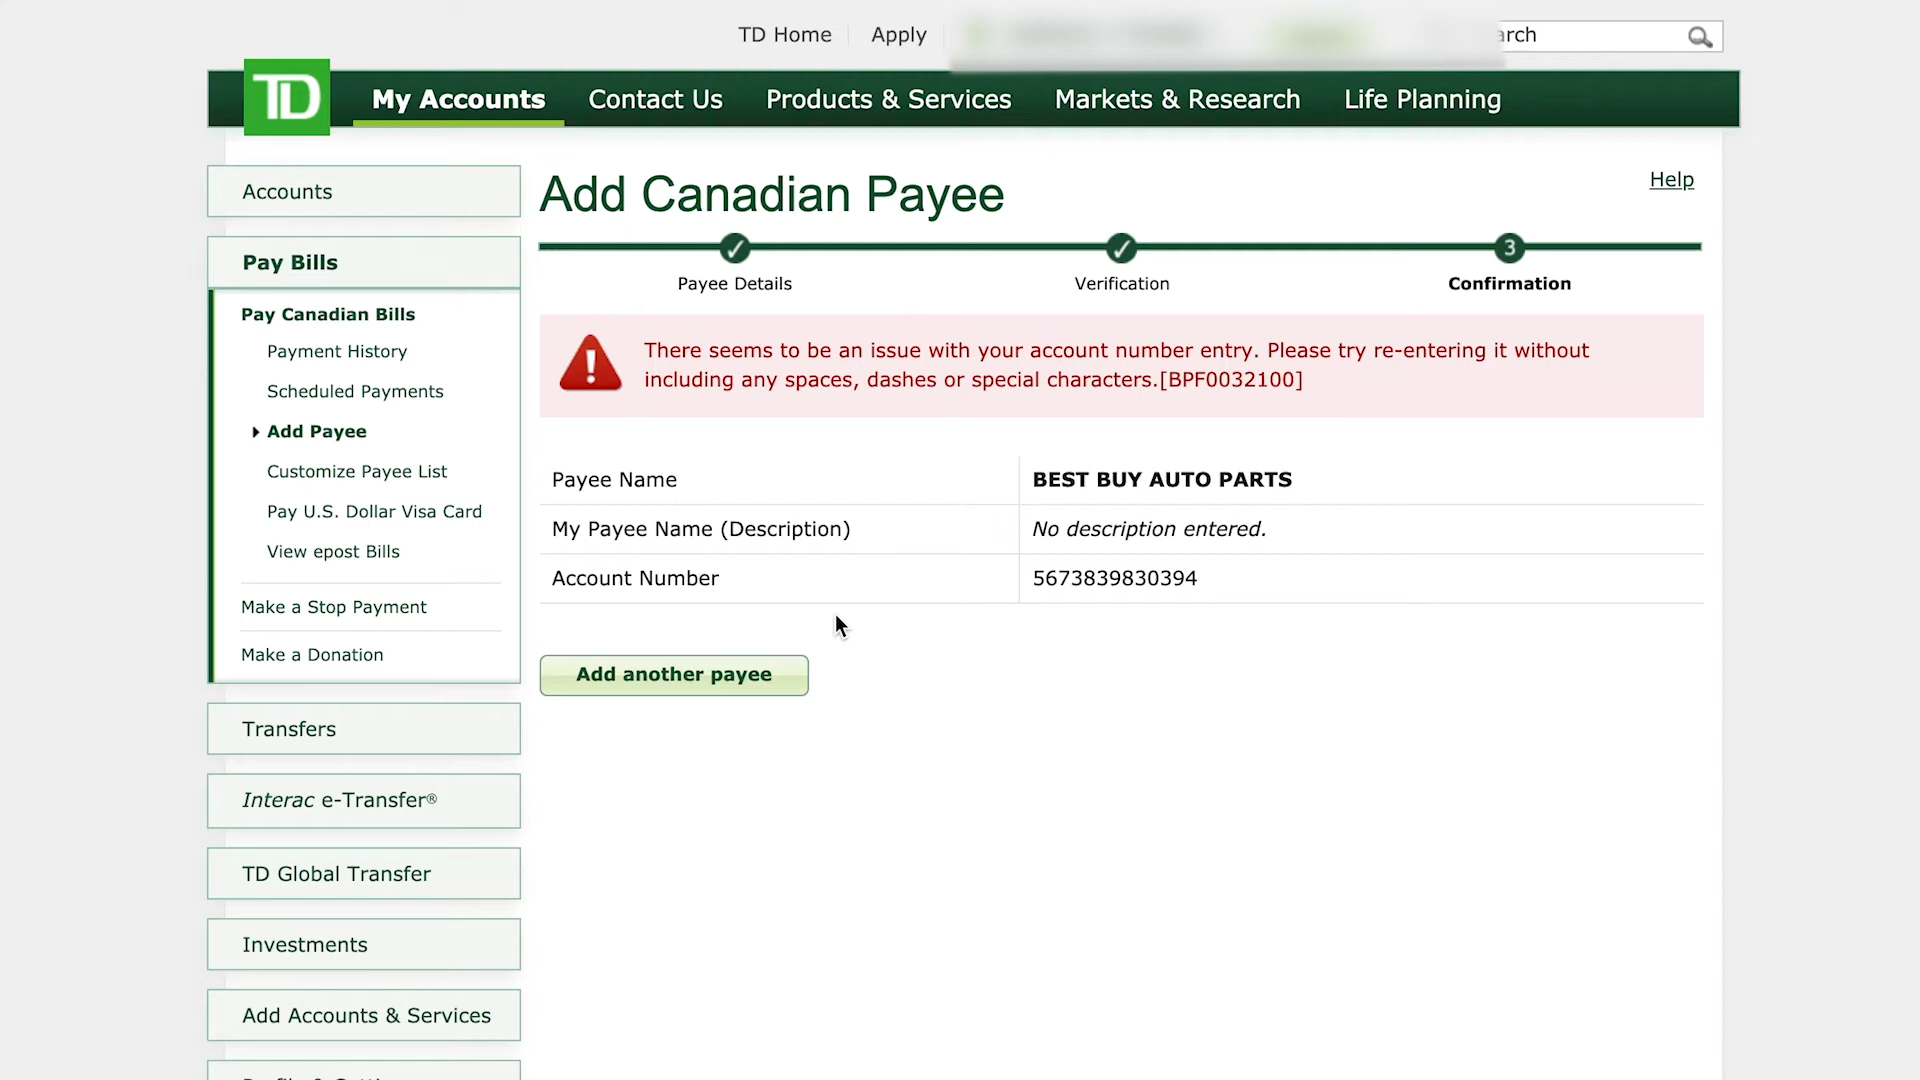 TD Home
Apply
arch
TD
My Accounts
Contact Us
Products & Services
Markets & Research
Life Planning
Accounts
Pay Bills
Pay Canadian Bills
Payment History
Scheduled Payments
Add Payee
Customize Payee List
Pay U.S. Dollar Visa Card
View epost Bills
Make a Stop Payment
Make a Donation
Transfers
Interac e-Transfer®
TD Global Transfer
Investments
Add Accounts & Services
Add Canadian Payee
Help
3
Payee Details
Verification
Confirmation
There seems to be an issue with your account number entry. Please try re-entering it without
including any spaces, dashes or special characters.[BPF0032100]
Payee Name
BEST BUY AUTO PARTS
My Payee Name (Description)
No description entered.
Account Number
5673839830394
Add another payee